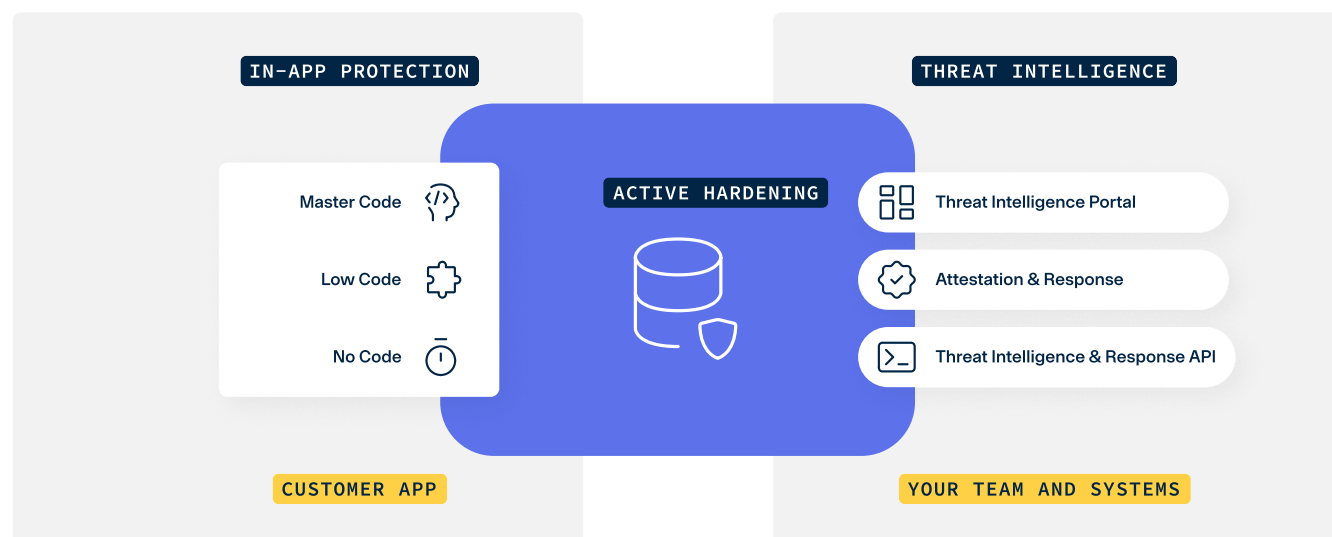 IN-APP PROTECTION
THREAT INTELLIGENCE
ACTIVE HARDENING
Master Code
Low Code
No Code
Threat Intelligence Portal
Attestation & Response
Threat Intelligence & Response API
CUSTOMER APP
YOUR TEAM AND SYSTEMS